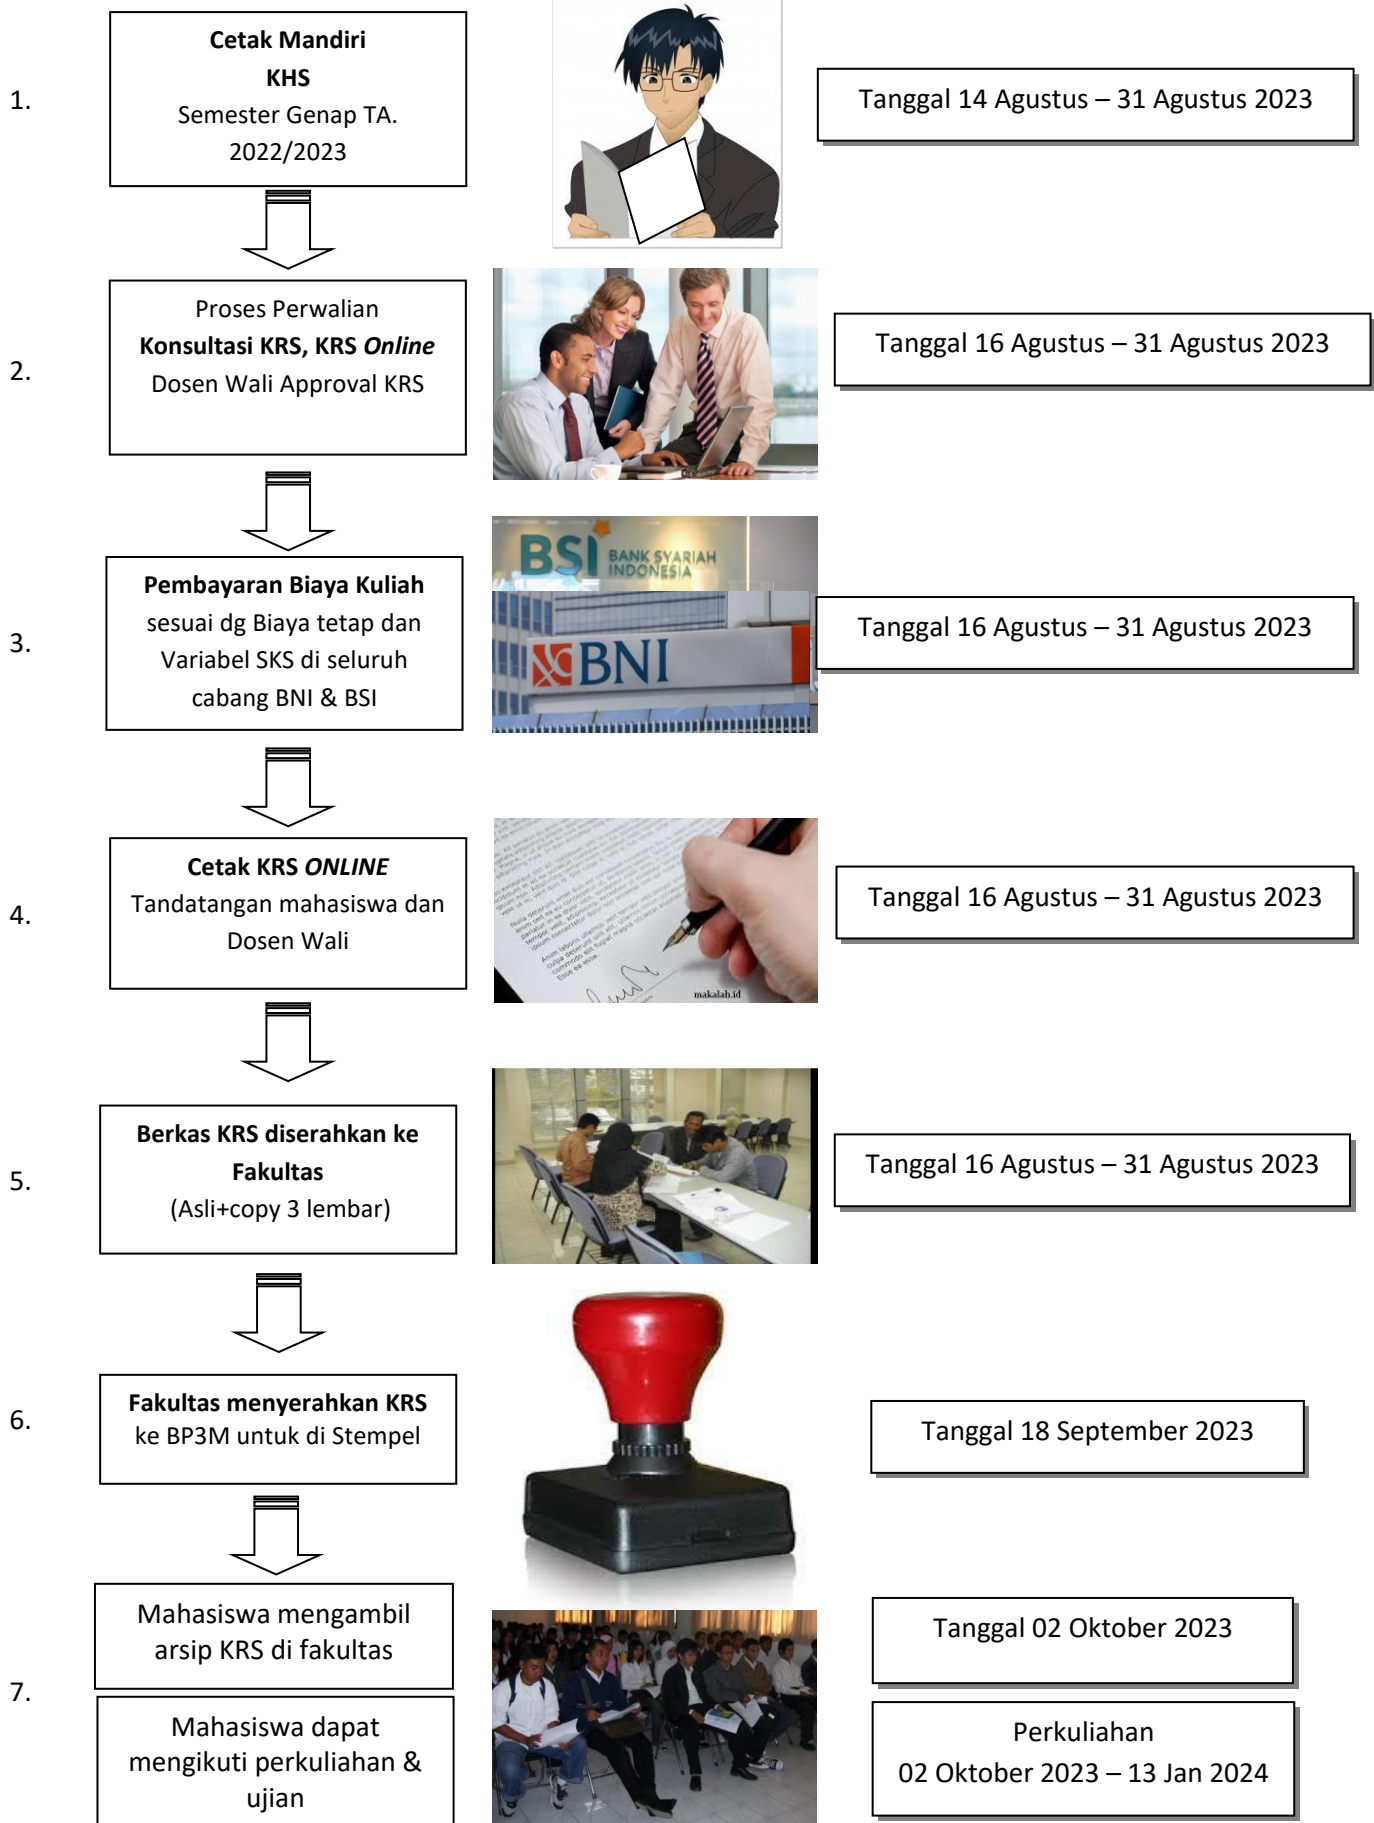 1.
Cetak Mandiri
KHS
Semester Genap TA.
2022/2023
Tanggal 14 Agustus – 31 Agustus 2023
2.
Proses Perwalian
Konsultasi KRS, KRS Online
Dosen Wali Approval KRS
Tanggal 16 Agustus – 31 Agustus 2023
3.
Pembayaran Biaya Kuliah
sesuai dg Biaya tetap dan
Variabel SKS di seluruh
cabang BNI & BSI
BSI BANK SYARIAH
INDONESIA
BNI
Tanggal 16 Agustus – 31 Agustus 2023
4.
Cetak KRS ONLINE
Tandatangan mahasiswa dan
Dosen Wali
makalah.id
Tanggal 16 Agustus – 31 Agustus 2023
5.
Berkas KRS diserahkan ke
Fakultas
(Asli+copy 3 lembar)
Tanggal 16 Agustus – 31 Agustus 2023
6.
Fakultas menyerahkan KRS
ke BP3M untuk di Stempel
Tanggal 18 September 2023
7.
Mahasiswa mengambil
arsip KRS di fakultas
Tanggal 02 Oktober 2023
Mahasiswa dapat
mengikuti perkuliahan &
ujian
Perkuliahan
02 Oktober 2023 – 13 Jan 2024